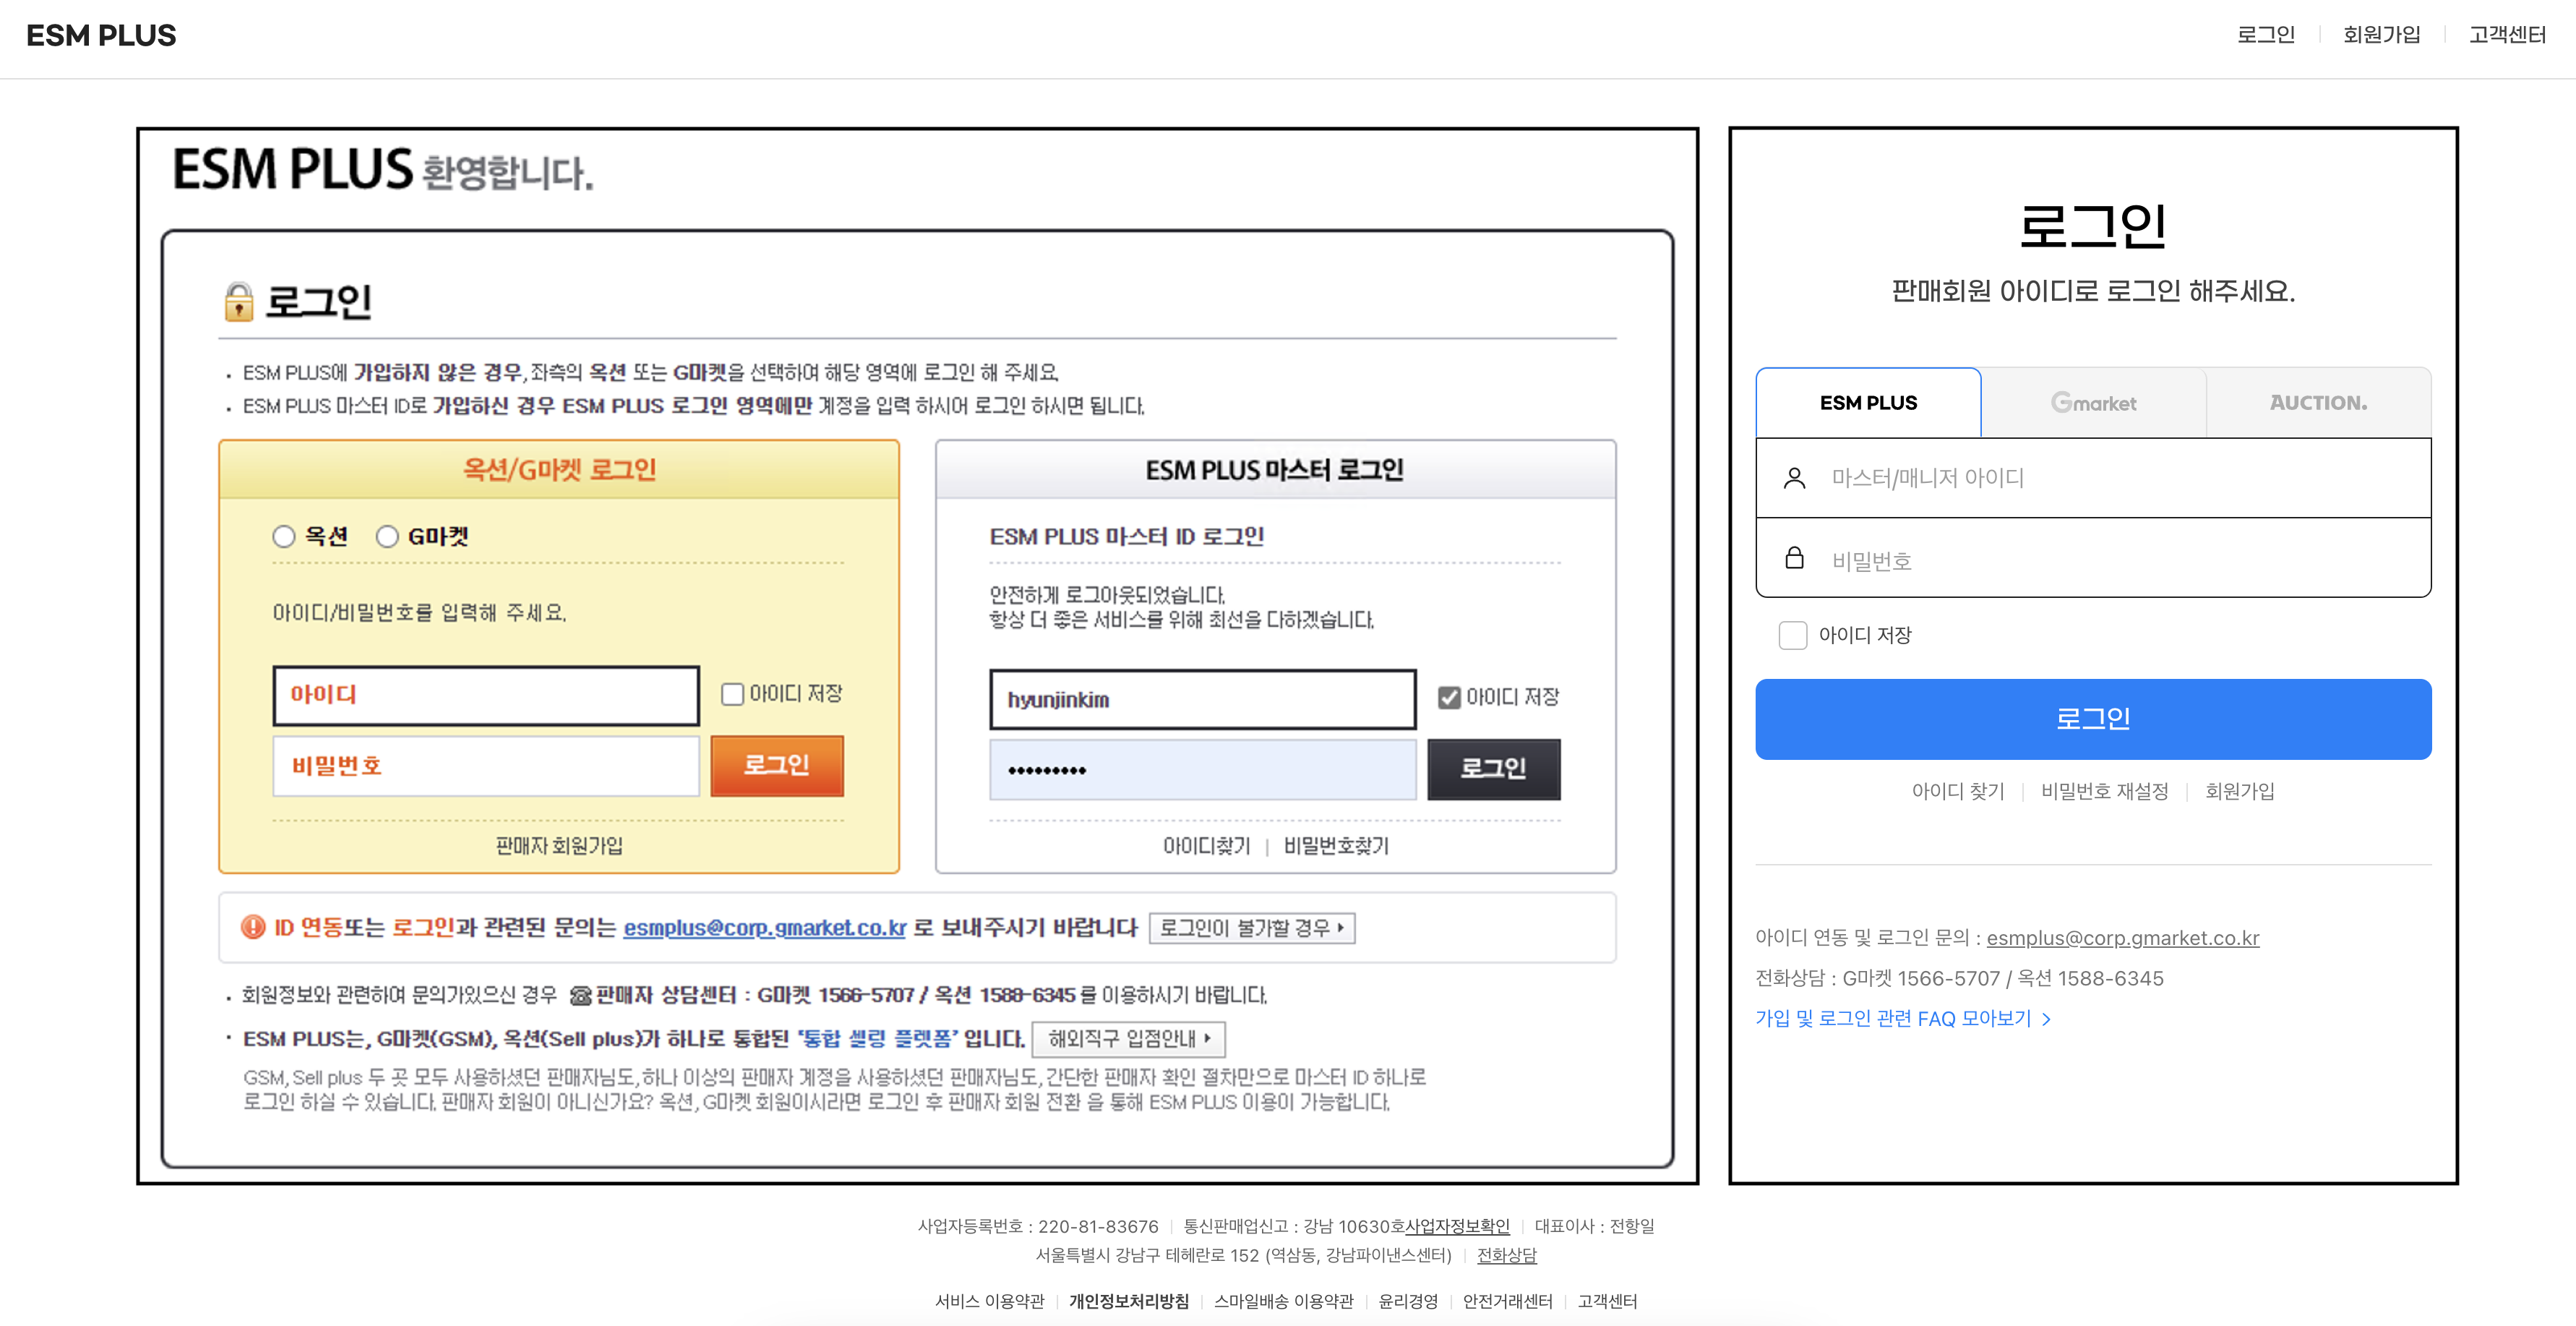 ESM PLUS
로그인 회원가입 고객센터
ESM PLUS 환영합니다.
로그인
· ESM PLUS에 가입하지 않은 경우, 좌측의 옥션 또는 G마켓을 선택하여 해당 영역에 로그인 해 주세요.
· ESM PLUS 마스터 ID로 가입하신 경우 ESM PLUS 로그인 영역에만 계정을 입력 하시어 로그인 하시면 됩니다.
옥션/G마켓 로그인
옥션 G마켓
아이디/비밀번호를 입력해 주세요.
아이디
아이디 저장
비밀번호
로그인
판매자 회원가입
ESM PLUS 마스터 로그인
ESM PLUS 마스터 ID 로그인
안전하게 로그아웃되었습니다.
항상 더 좋은 서비스를 위해 최선을 다하겠습니다.
hyunjinkim
아이디 저장
•••••••••
로그인
아이디찾기 | 비밀번호찾기
ID 연동또는 로그인과 관련된 문의는 esmplus@corp.gmarket.co.kr 로 보내주시기 바랍니다 로그인이 불가할 경우
· 회원정보와 관련하여 문의가있으신 경우 ☎판매자 상담센터 : G마켓 1566-5707 / 옥션 1588-6345 를 이용하시기 바랍니다.
· ESM PLUS는, G마켓(GSM), 옥션(Sell plus)가 하나로 통합된 '통합 셀링 플렛폼' 입니다. 해외직구 입점안내
GSM, Sell plus 두 곳 모두 사용하셨던 판매자님도, 하나 이상의 판매자 계정을 사용하셨던 판매자님도, 간단한 판매자 확인 절차만으로 마스터 ID 하나로
로그인 하실 수 있습니다. 판매자 회원이 아니신가요? 옥션, G마켓 회원이시라면 로그인 후 판매자 회원 전환 을 통해 ESM PLUS 이용이 가능합니다.
로그인
판매회원 아이디로 로그인 해주세요.
ESM PLUS Gmarket AUCTION.
마스터/매니저 아이디
비밀번호
아이디 저장
로그인
아이디 찾기 비밀번호 재설정 회원가입
아이디 연동 및 로그인 문의 : esmplus@corp.gmarket.co.kr
전화상담 : G마켓 1566-5707 / 옥션 1588-6345
가입 및 로그인 관련 FAQ 모아보기 >
사업자등록번호 : 220-81-83676 통신판매업신고 : 강남 10630호사업자정보확인 대표이사 : 전항일
서울특별시 강남구 테헤란로 152 (역삼동, 강남파이낸스센터) 전화상담
서비스 이용약관 개인정보처리방침 스마일배송 이용약관 윤리경영 안전거래센터 고객센터